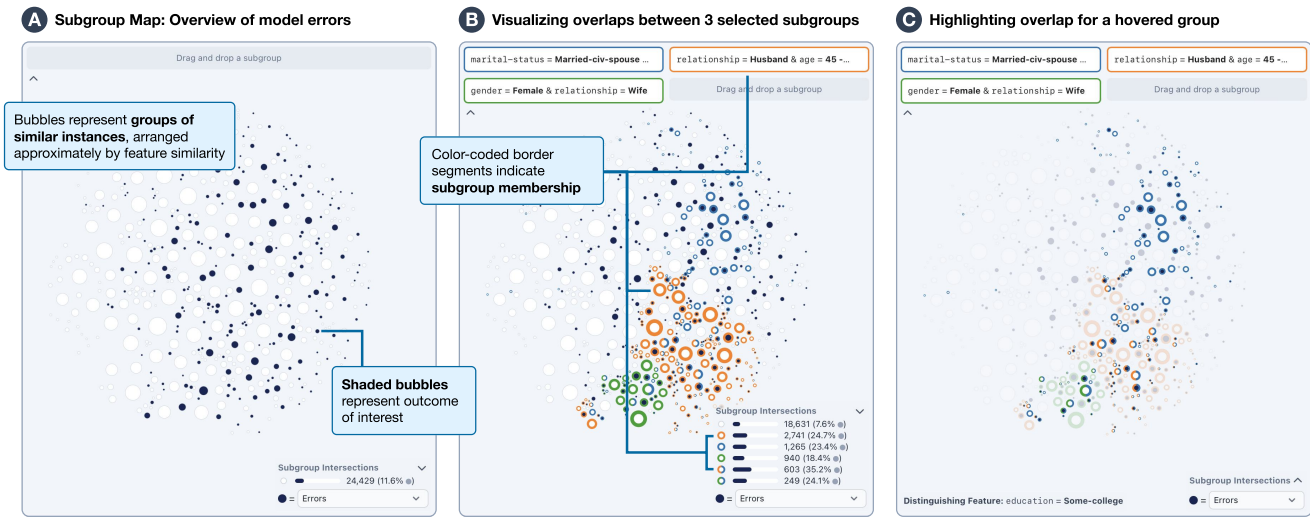 A Subgroup Map: Overview of model errors
Drag and drop a subgroup
Bubbles represent groups of
similar instances, arranged
approximately by feature similarity
Shaded bubbles
represent outcome
of interest
Subgroup Intersections
24,429 (11.6% )
= Errors
B Visualizing overlaps between 3 selected subgroups
marital-status = Married-civ-spouse ...
relationship = Husband & age = 45 -...
gender = Female & relationship = Wife
Drag and drop a subgroup
Color-coded border
segments indicate
subgroup membership
Subgroup Intersections
18,631 (7.6% )
2,741 (24.7% )
1,265 (23.4% )
940 (18.4% )
603 (35.2% )
249 (24.1% )
= Errors
C Highlighting overlap for a hovered group
marital-status = Married-civ-spouse ...
relationship = Husband & age = 45 -...
gender = Female & relationship = Wife
Drag and drop a subgroup
Subgroup Intersections
Distinguishing Feature: education = Some-college
= Errors